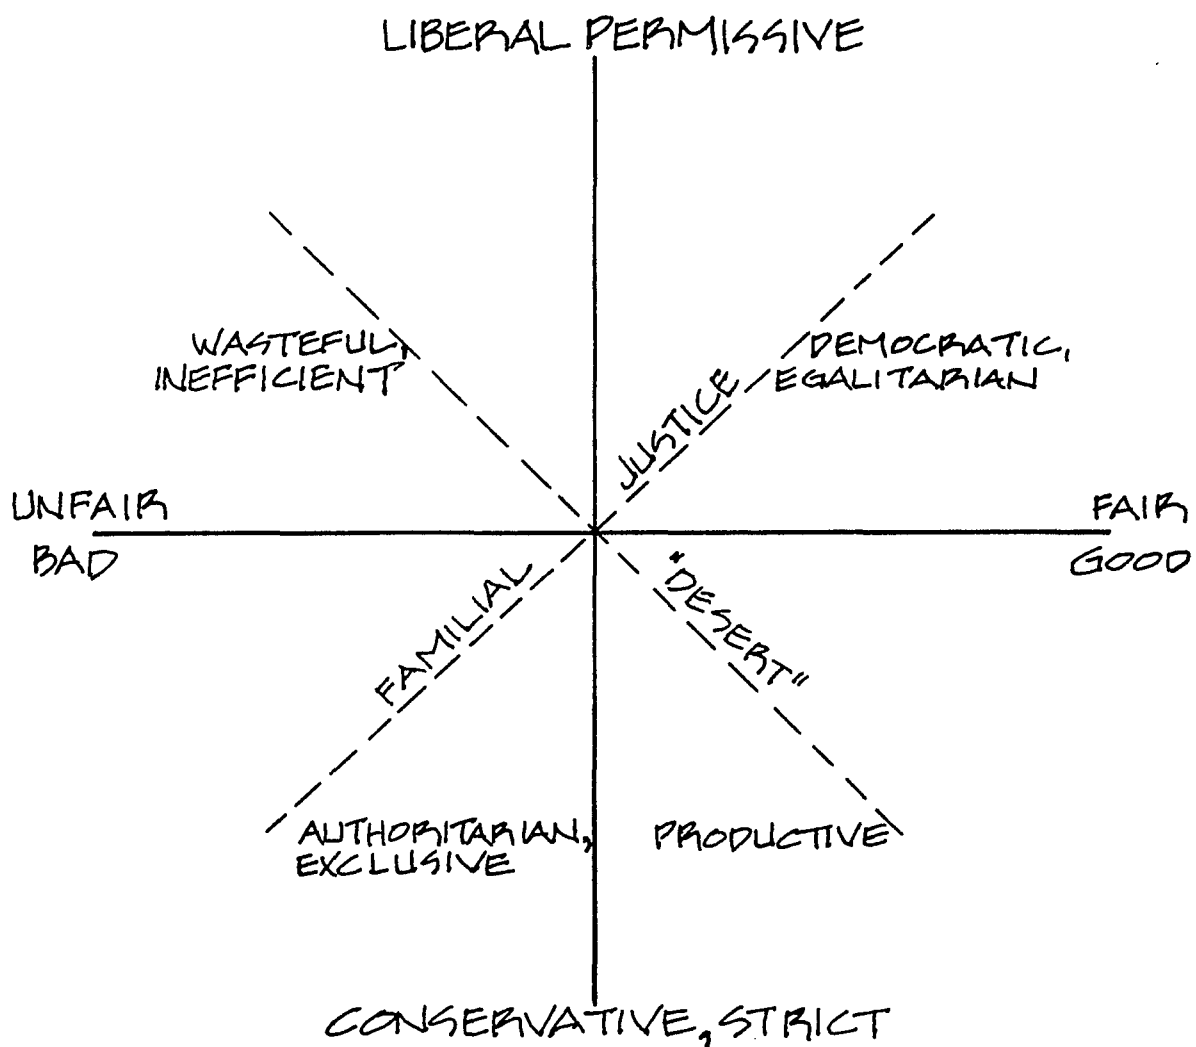 LIBERAL PERMISSIVE
WASTEFUL,
INEFFICIENT
DEMOCRATIC,
EGALITARIAN
JUSTICE
UNFAIR
BAD
FAIR
GOOD
FAMILIAL
"DESERT"
AUTHORITARIAN,
EXCLUSIVE
PRODUCTIVE
CONSERVATIVE, STRICT